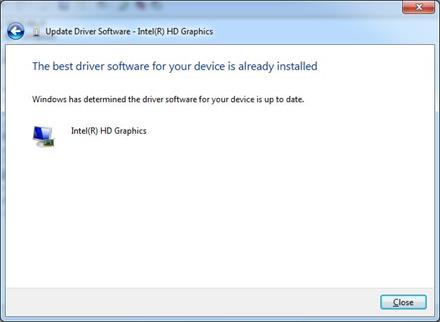 Update Driver Software - Intel(R) HD Graphics
The best driver software for your device is already installed
Windows has determined the driver software for your device is up to date.
Intel(R) HD Graphics
Close